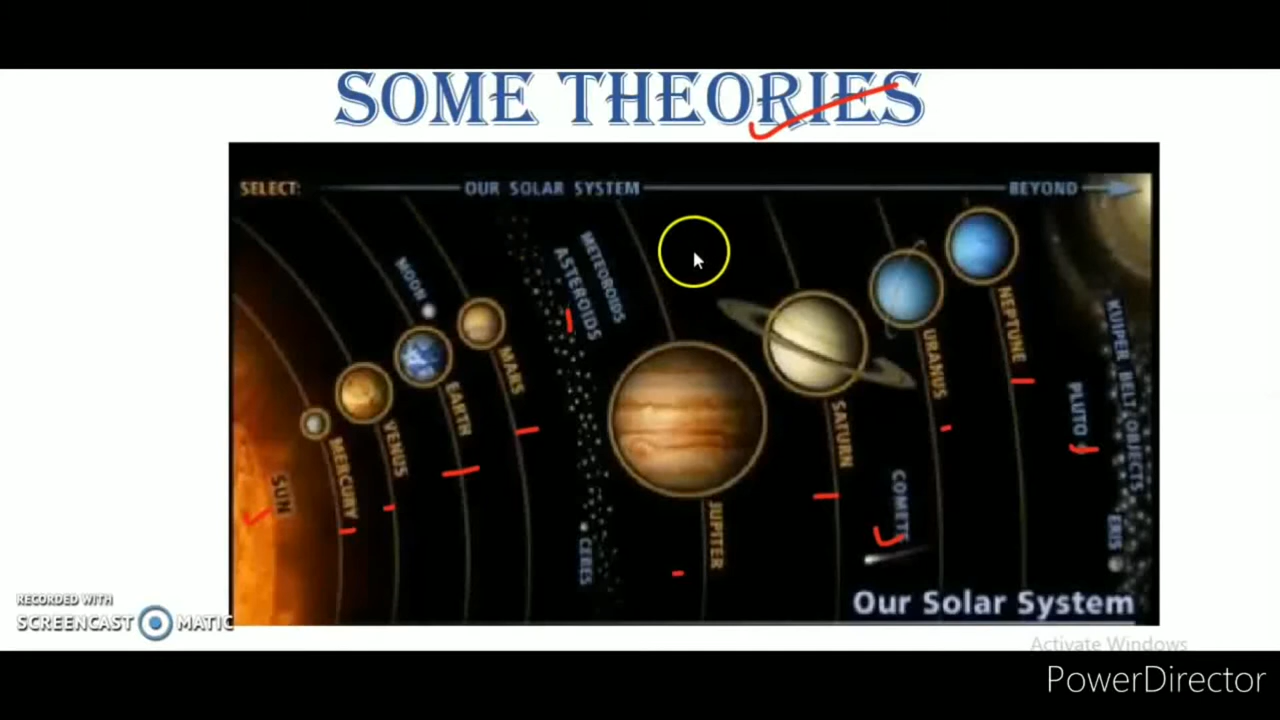 SOME THEORIES
SELECT:
OUR SOLAR SYSTEM
BEYOND
SUN
MERCURY
VENUS
EARTH
MOON
MARS
METEOROIDS
ASTEROIDS
CERES
JUPITER
SATURN
COMETS
URANUS
NEPTUNE
PLUTO
KUIPER BELT OBJECTS
ERIS
Our Solar System
RECORDED WITH
SCREENCAST MATIC
Activate Windows
PowerDirector